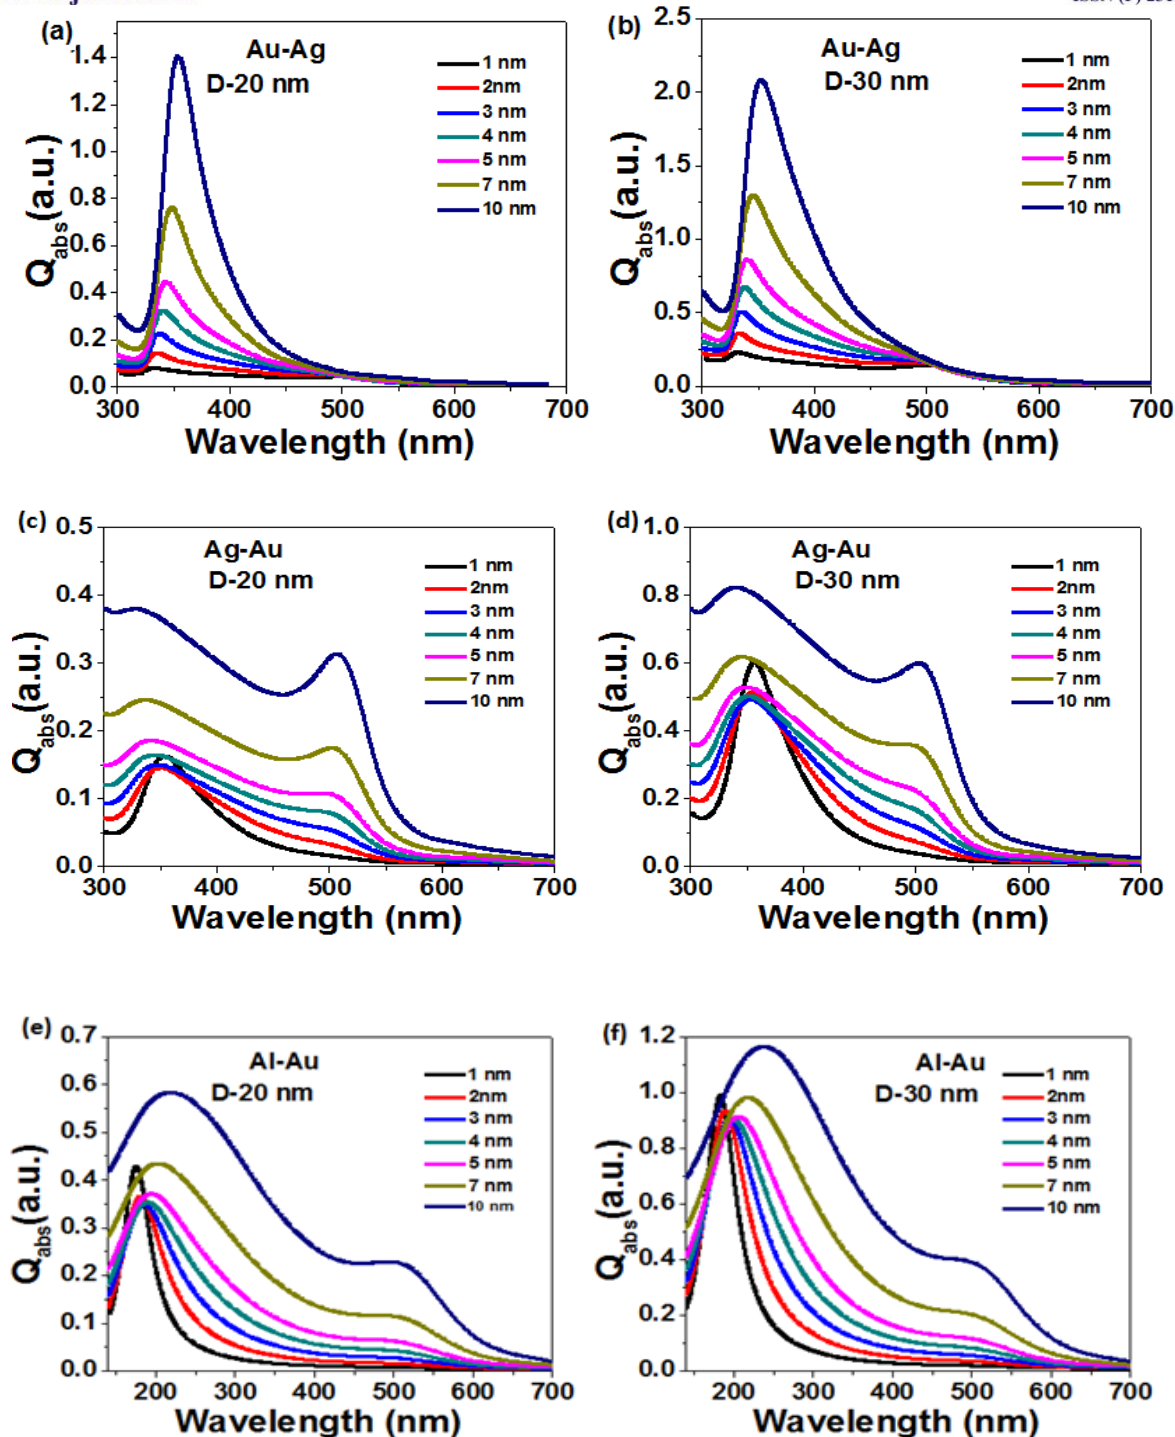 (a)
Au-Ag
D-20 nm
1 nm
2nm
3 nm
4 nm
5 nm
7 nm
10 nm
Qabs(a.u.)
1.4
1.2
1.0
0.8
0.6
0.4
0.2
0.0
300 400 500 600 700
Wavelength (nm)
(b)
Au-Ag
D-30 nm
1 nm
2nm
3 nm
4 nm
5 nm
7 nm
10 nm
Qabs(a.u.)
2.5
2.0
1.5
1.0
0.5
0.0
300 400 500 600 700
Wavelength (nm)
(c)
Ag-Au
D-20 nm
1 nm
2nm
3 nm
4 nm
5 nm
7 nm
10 nm
Qabs(a.u.)
0.5
0.4
0.3
0.2
0.1
0.0
300 400 500 600 700
Wavelength (nm)
(d)
Ag-Au
D-30 nm
1 nm
2nm
3 nm
4 nm
5 nm
7 nm
10 nm
Qabs(a.u.)
1.0
0.8
0.6
0.4
0.2
0.0
300 400 500 600 700
Wavelength (nm)
(e)
Al-Au
D-20 nm
1 nm
2nm
3 nm
4 nm
5 nm
7 nm
10 nm
Qabs(a.u.)
0.7
0.6
0.5
0.4
0.3
0.2
0.1
0.0
200 300 400 500 600 700
Wavelength (nm)
(f)
Al-Au
D-30 nm
1 nm
2nm
3 nm
4 nm
5 nm
7 nm
10 nm
Qabs(a.u.)
1.2
1.0
0.8
0.6
0.4
0.2
0.0
200 300 400 500 600 700
Wavelength (nm)